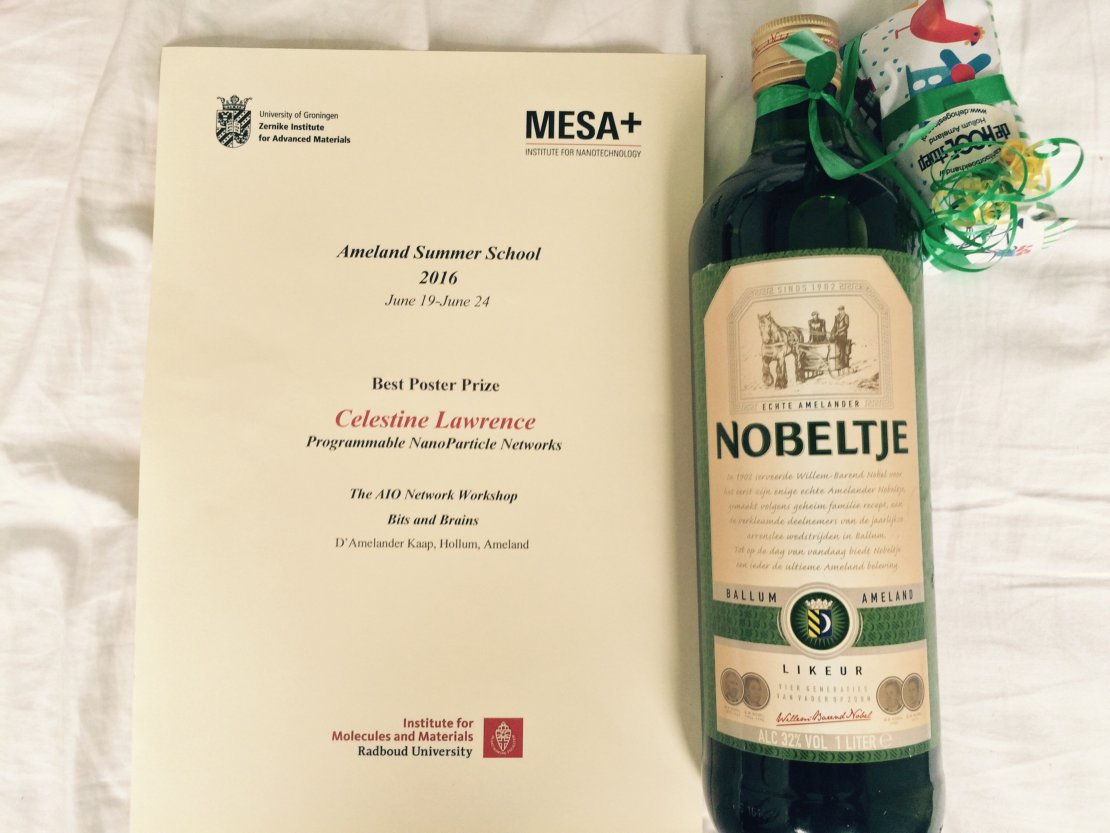 University of Groningen
Zernike Institute
for Advanced Materials
MESA+
INSTITUTE FOR NANOTECHNOLOGY
Ameland Summer School
2016
June 19-June 24
Best Poster Prize
Celestine Lawrence
Programmable NanoParticle Networks
The AIO Network Workshop
Bits and Brains
D'Amelander Kaap, Hollum, Ameland
Institute for
Molecules and Materials
Radboud University
SINDS 1902
ECHTE AMELANDER
NOBELTJE
In 1902 serveerde Willem-Barend Nobel voor
het eerst zijn enige echte Amelander Nobeltje,
gemaakt volgens geheim familie recept, aan
de verkleumde deelnemers van de jaarlijkse
arrenslee wedstrijden in Ballum.
Tot op de dag van vandaag biedt Nobeltje
aan ieder de ultieme Ameland beleving.
BALLUM AMELAND
LIKEUR
VIER GENERATIES
VAN VADER OP ZOON
Willem Barend Nobel
ALC 32% VOL 1 LITER e
Hollum Ameland